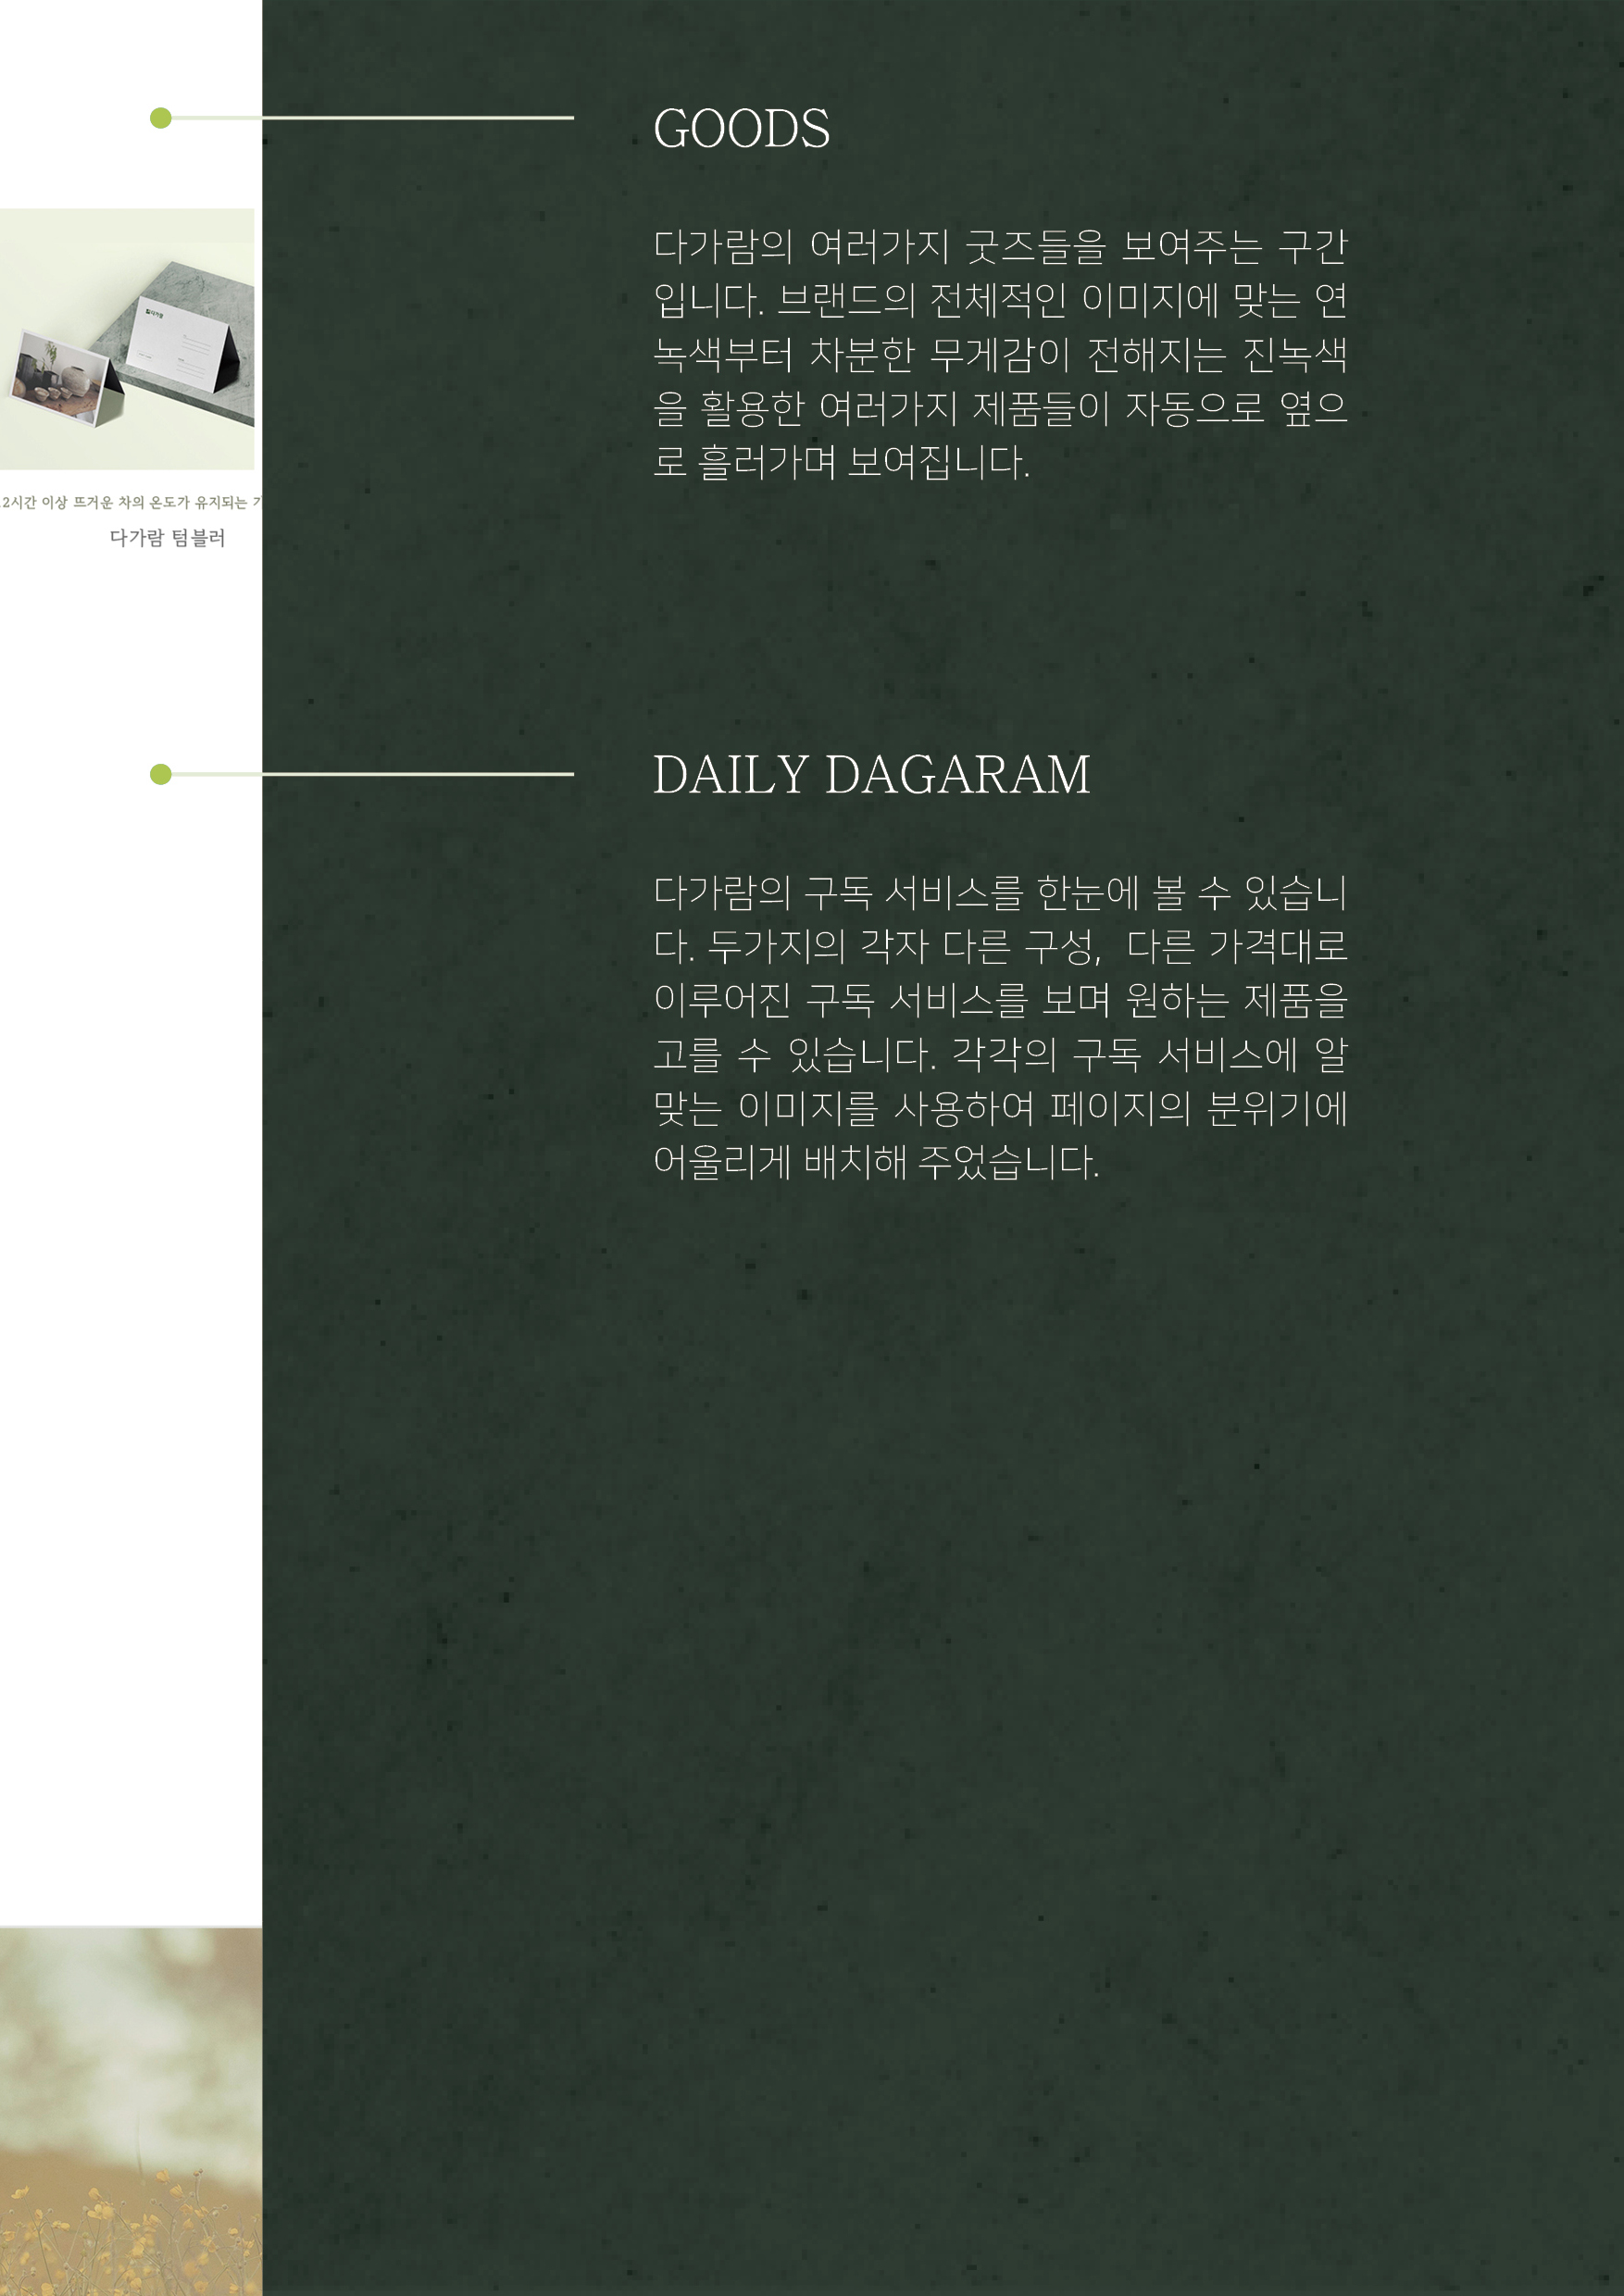 GOODS
다가람의 여러가지 굿즈들을 보여주는 구간
입니다. 브랜드의 전체적인 이미지에 맞는 연
녹색부터 차분한 무게감이 전해지는 진녹색
을 활용한 여러가지 제품들이 자동으로 옆으
로 흘러가며 보여집니다.
다가람
2시간 이상 뜨거운 차의 온도가 유지되는
다가람 텀블러
DAILY DAGARAM
다가람의 구독 서비스를 한눈에 볼 수 있습니
다. 두가지의 각자 다른 구성, 다른 가격대로
이루어진 구독 서비스를 보며 원하는 제품을
고를 수 있습니다. 각각의 구독 서비스에 알
맞는 이미지를 사용하여 페이지의 분위기에
어울리게 배치해 주었습니다.